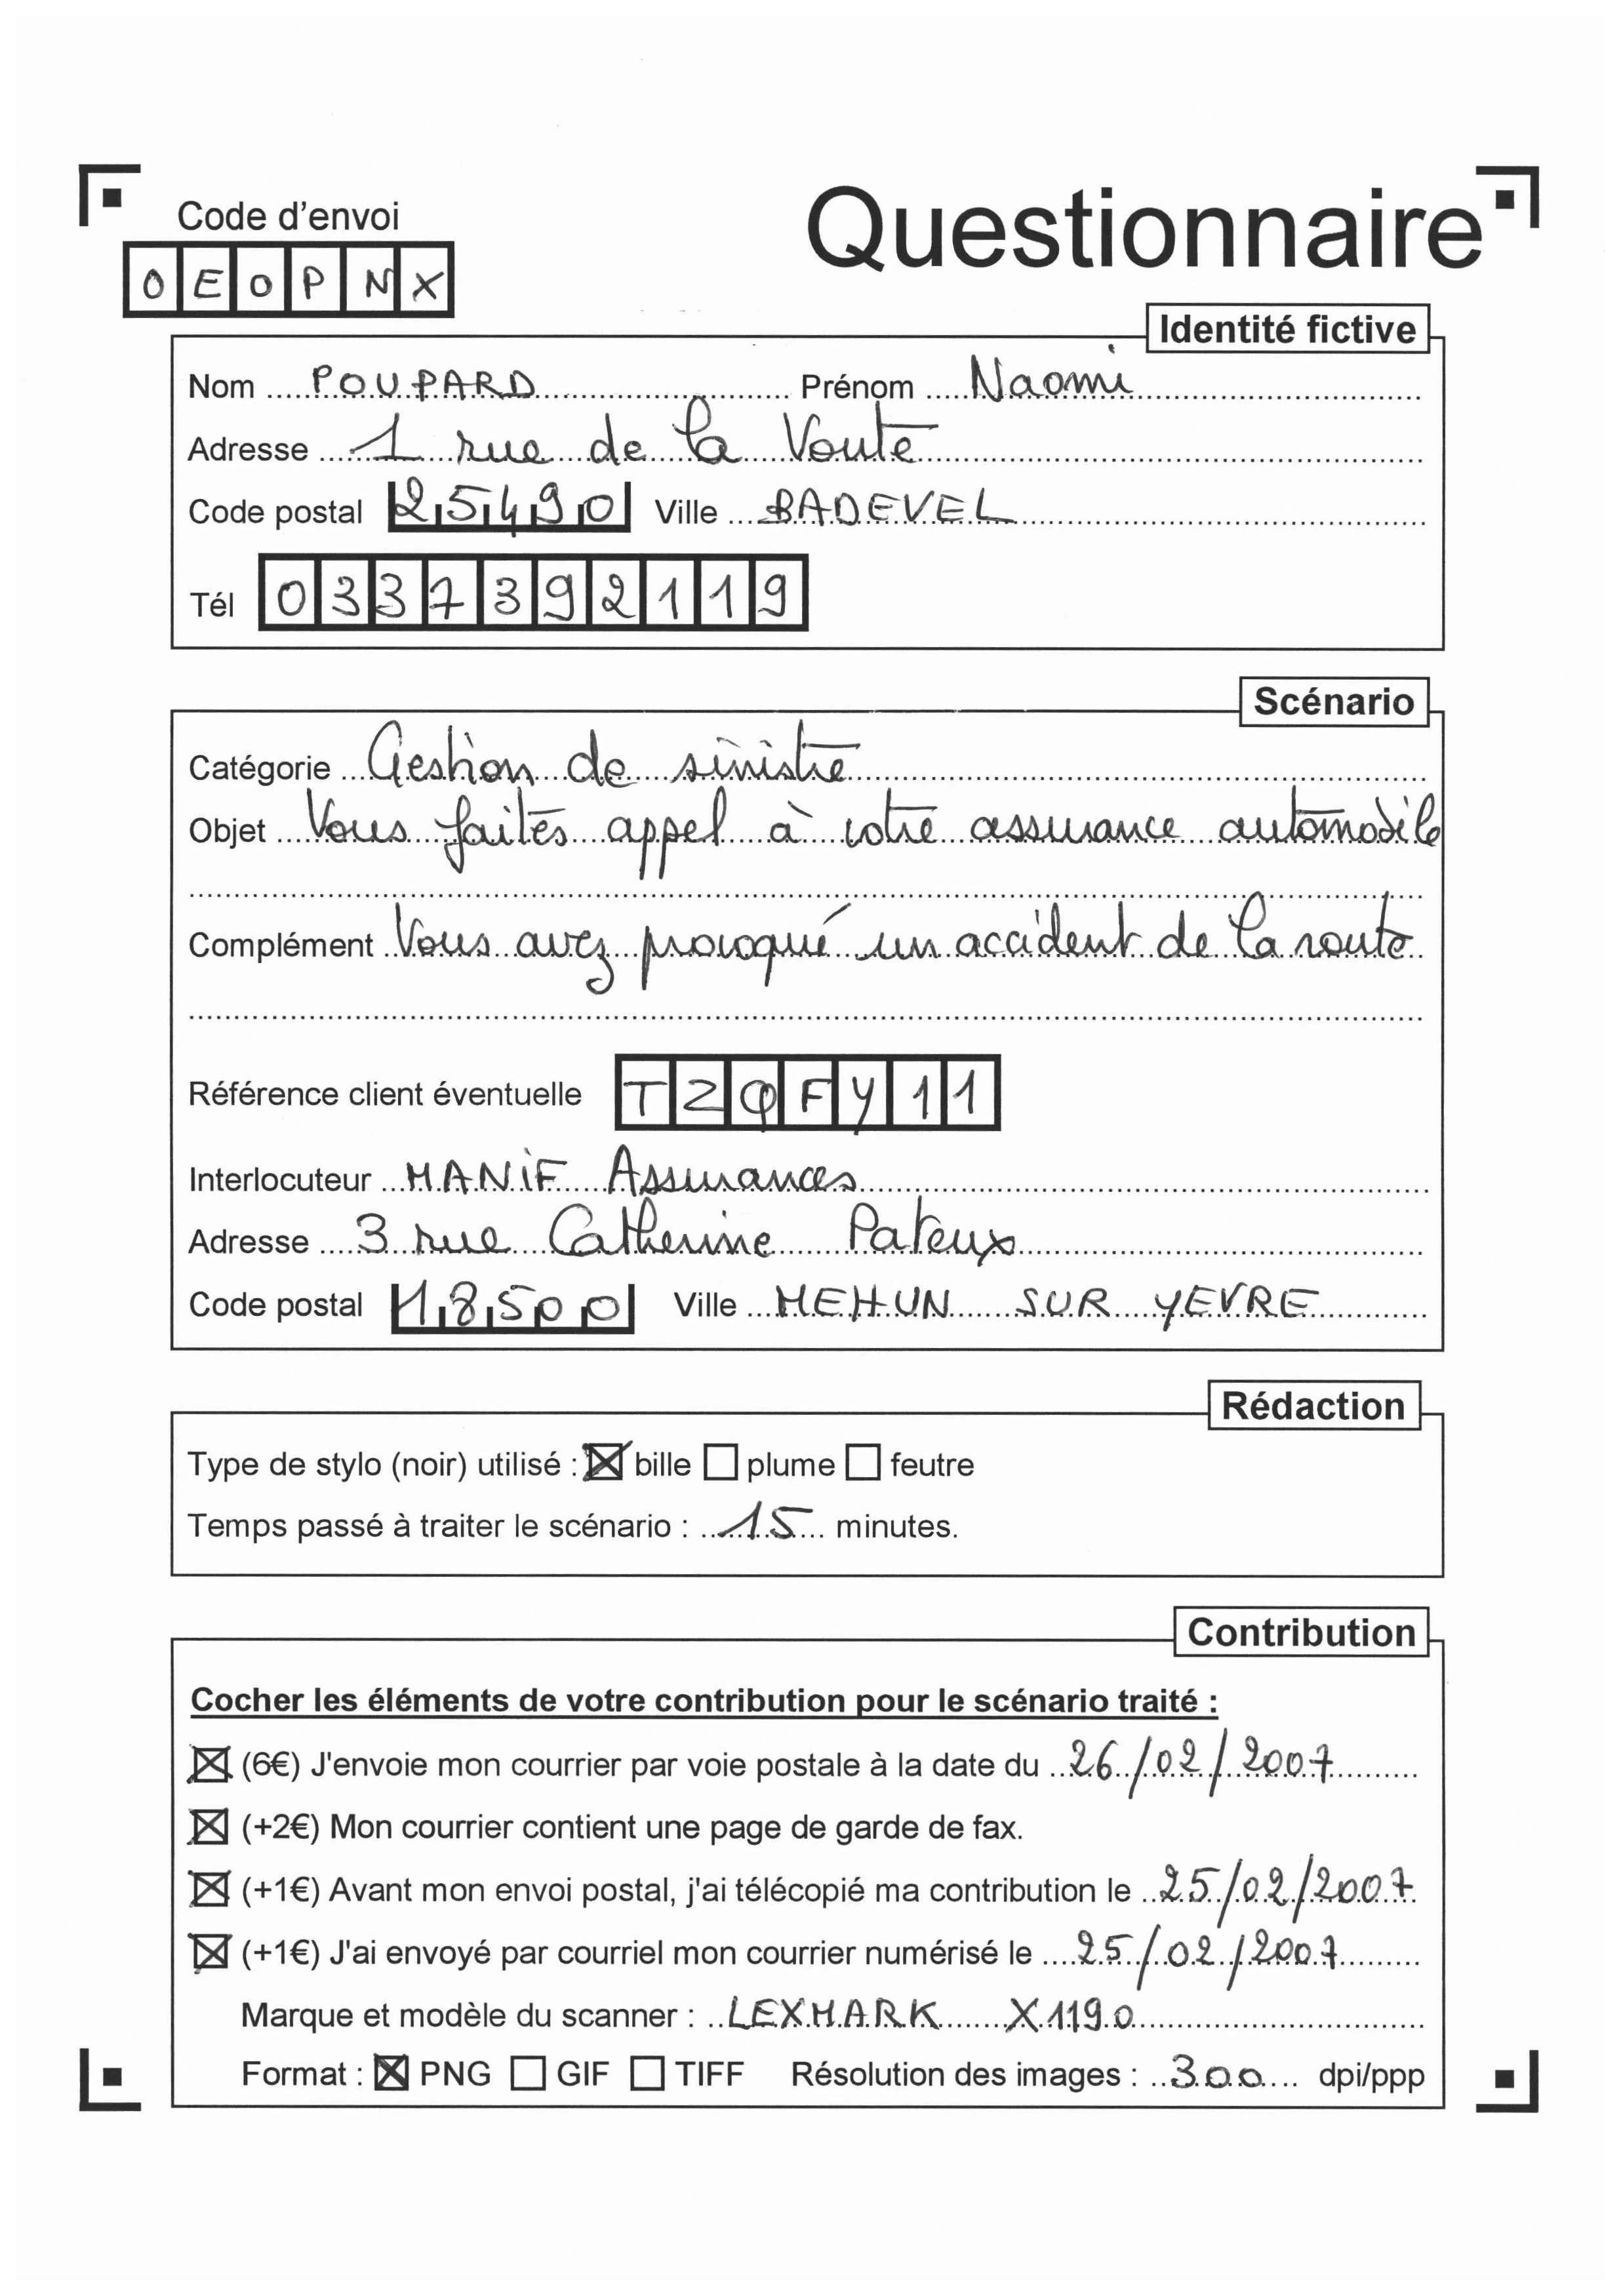 Code d'envoi
Questionnaire
OEOPNX
Identité fictive
Nom POUPARD Prénom Naomi
Adresse 1 rue de la Voute
Code postal 25490 Ville BADEVEL
Tél 0337392119
Scénario
Catégorie Gestion de sinistre
Objet Vous faites appel à votre assurance automobile
Complément Vous avez provoqué un accident de la route
Référence client éventuelle TZQFY11
Interlocuteur MANIF Assurances
Adresse 3 rue Catherine Pateux
Code postal 18500 Ville MEHUN SUR YEVRE
Rédaction
Type de stylo (noir) utilisé : ☒ bille ☐ plume ☐ feutre
Temps passé à traiter le scénario : 15 minutes.
Contribution
Cocher les éléments de votre contribution pour le scénario traité :
☒ (6€) J'envoie mon courrier par voie postale à la date du 26/02/2007
☒ (+2€) Mon courrier contient une page de garde de fax.
☒ (+1€) Avant mon envoi postal, j'ai télécopié ma contribution le 25/02/2007
☒ (+1€) J'ai envoyé par courriel mon courrier numérisé le 25/02/2007
Marque et modèle du scanner : LEXMARK X1190
Format : ☒ PNG ☐ GIF ☐ TIFF Résolution des images : 300 dpi/ppp